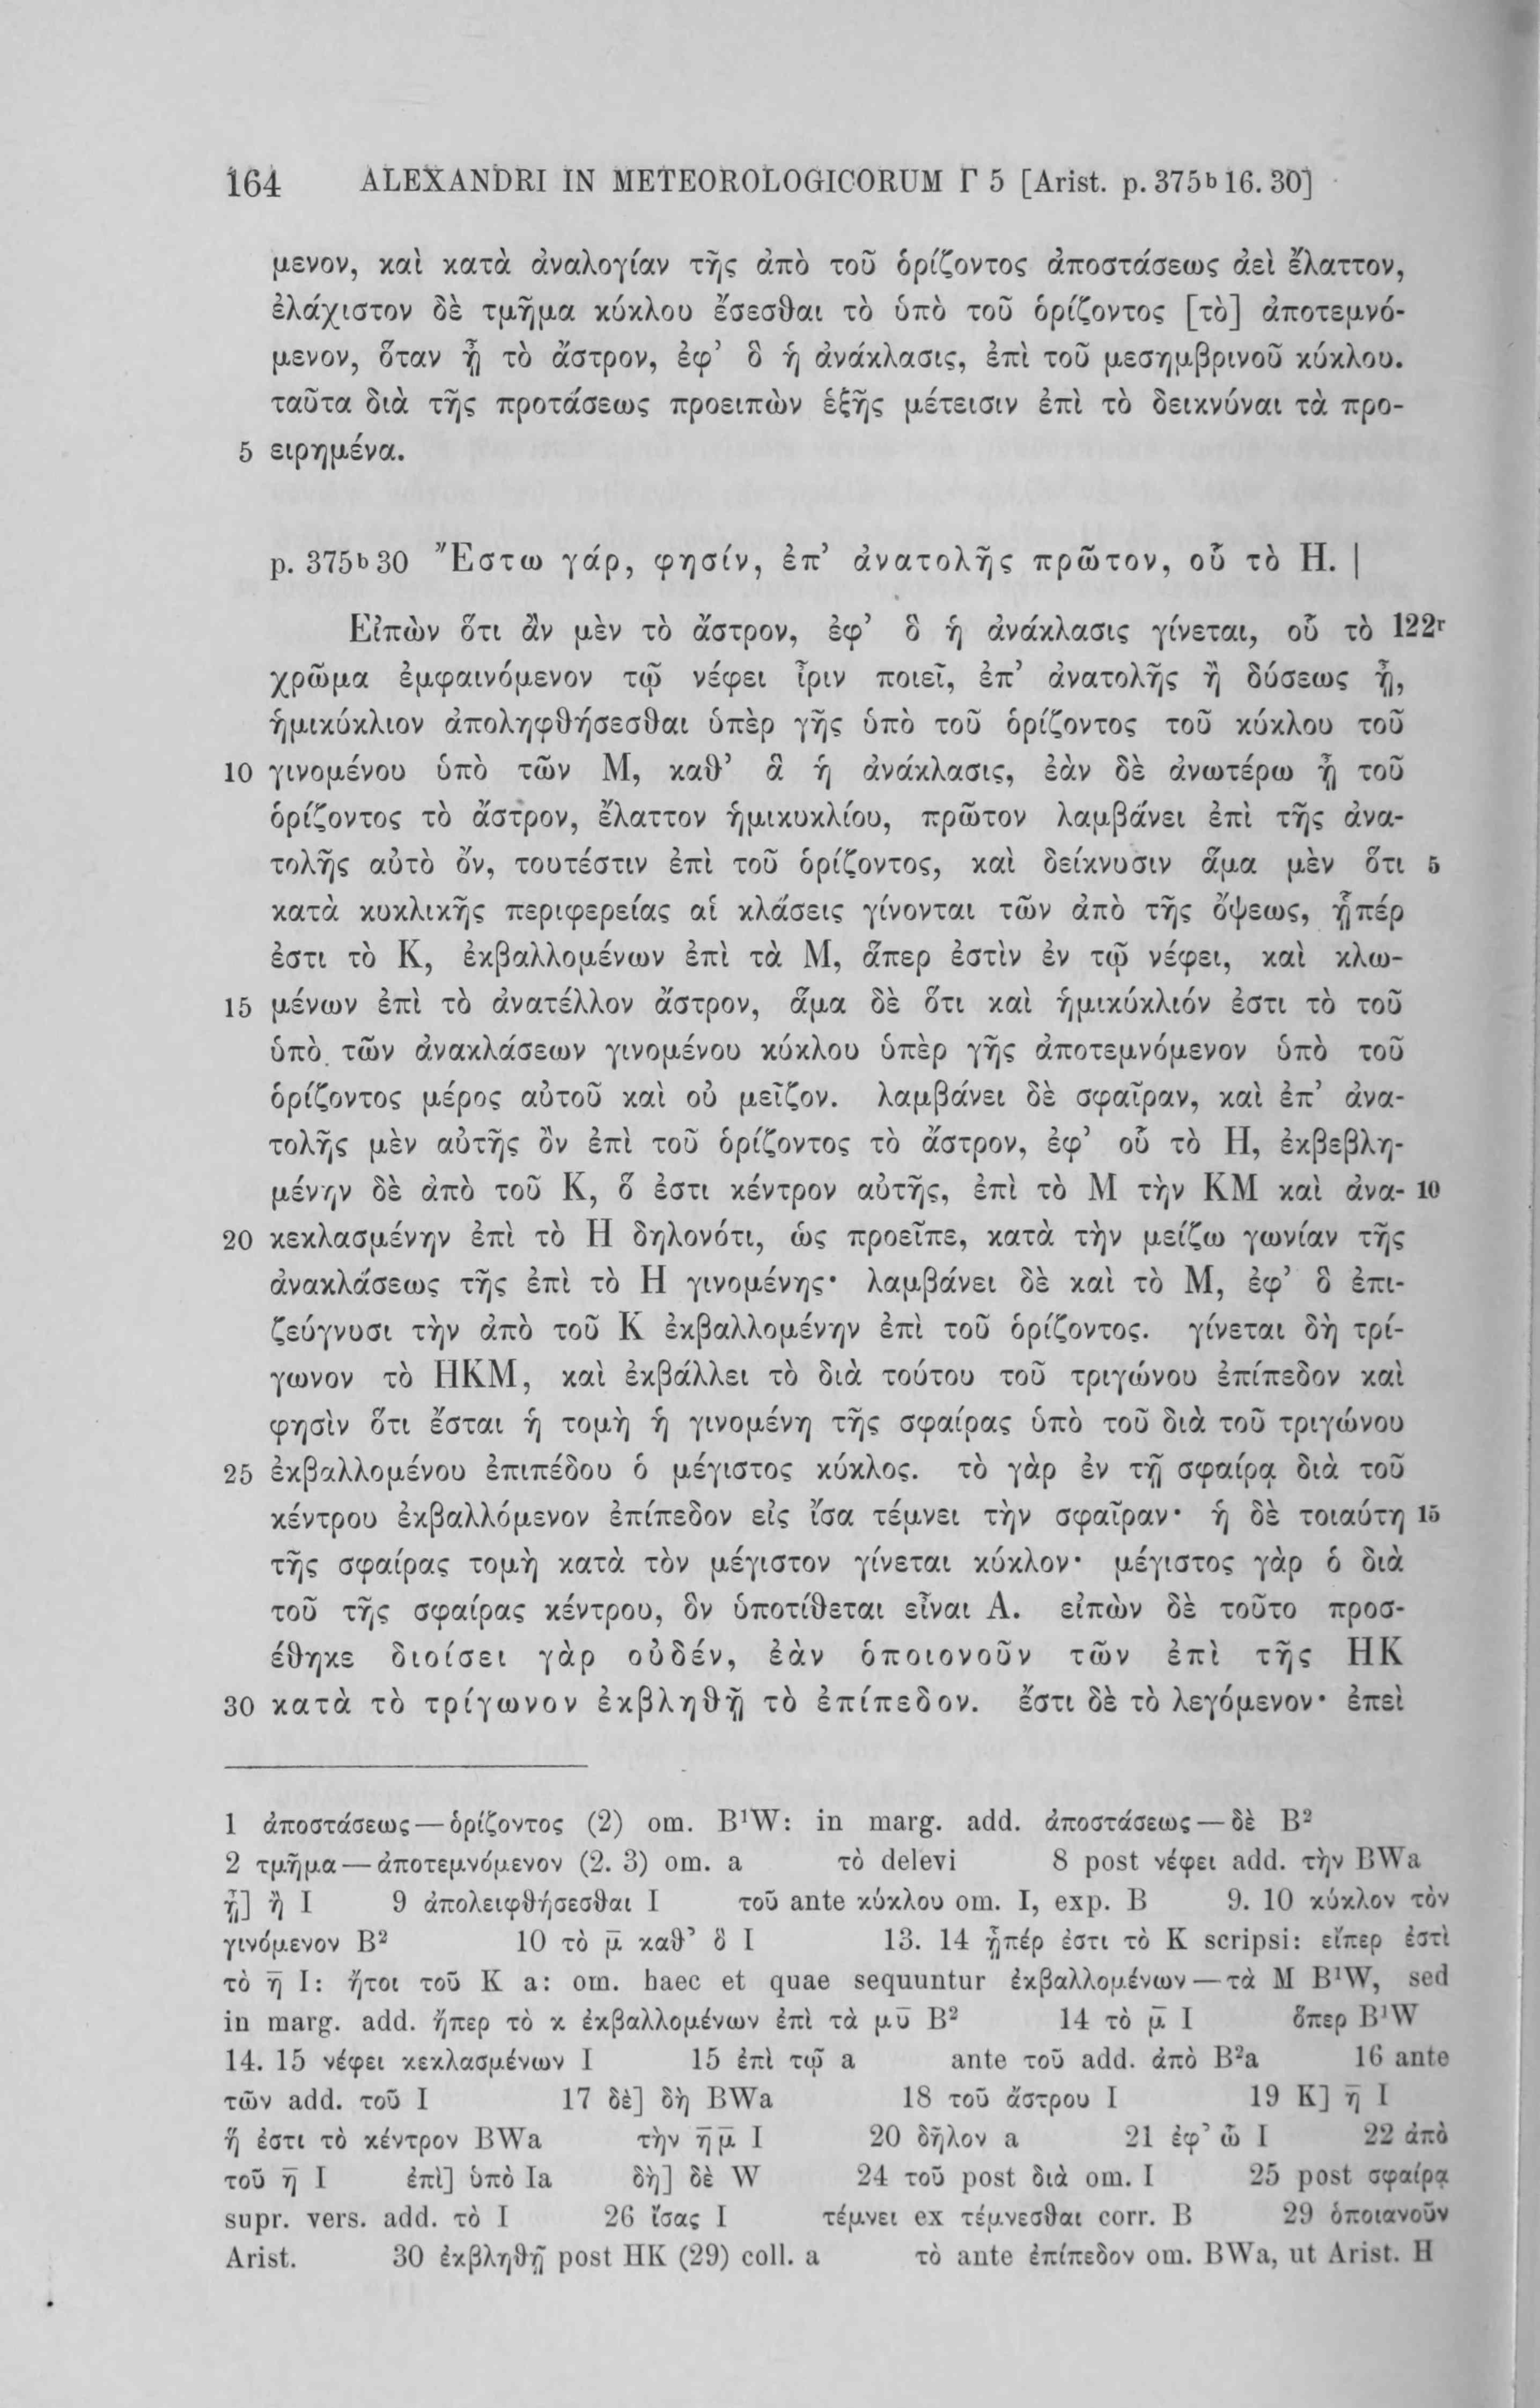 164 ALEXANDRI IN METEOROLOGICORUM Γ 5 [Arist. p. 375ᵇ 16. 30]
μενον, καὶ κατὰ ἀναλογίαν τῆς ἀπὸ τοῦ ὁρίζοντος ἀποστάσεως ἀεὶ ἔλαττον,
ἐλάχιστον δὲ τμῆμα κύκλου ἔσεσθαι τὸ ὑπὸ τοῦ ὁρίζοντος [τὸ] ἀποτεμνό-
μενον, ὅταν ᾖ τὸ ἄστρον, ἐφ’ ὃ ἡ ἀνάκλασις, ἐπὶ τοῦ μεσημβρινοῦ κύκλου.
ταῦτα διὰ τῆς προτάσεως προειπὼν ἑξῆς μέτεισιν ἐπὶ τὸ δεικνύναι τὰ προ-
5 ειρημένα.
p. 375ᵇ 30 Ἔστω γάρ, φησίν, ἐπ’ ἀνατολῆς πρῶτον, οὗ τὸ Η. |
Εἰπὼν ὅτι ἂν μὲν τὸ ἄστρον, ἐφ’ ὃ ἡ ἀνάκλασις γίνεται, οὗ τὸ 122ʳ
χρῶμα ἐμφαινόμενον τῷ νέφει ἶριν ποιεῖ, ἐπ’ ἀνατολῆς ἢ δύσεως ᾖ,
ἡμικύκλιον ἀποληφθήσεσθαι ὑπὲρ γῆς ὑπὸ τοῦ ὁρίζοντος τοῦ κύκλου τοῦ
10 γινομένου ὑπὸ τῶν Μ, καθ’ ἃ ἡ ἀνάκλασις, ἐὰν δὲ ἀνωτέρω ᾖ τοῦ
ὁρίζοντος τὸ ἄστρον, ἔλαττον ἡμικυκλίου, πρῶτον λαμβάνει ἐπὶ τῆς ἀνα-
τολῆς αὐτὸ ὄν, τουτέστιν ἐπὶ τοῦ ὁρίζοντος, καὶ δείκνυσιν ἅμα μὲν ὅτι 5
κατὰ κυκλικῆς περιφερείας αἱ κλάσεις γίνονται τῶν ἀπὸ τῆς ὄψεως, ᾗπέρ
ἐστι τὸ Κ, ἐκβαλλομένων ἐπὶ τὰ Μ, ἅπερ ἐστὶν ἐν τῷ νέφει, καὶ κλω-
15 μένων ἐπὶ τὸ ἀνατέλλον ἄστρον, ἅμα δὲ ὅτι καὶ ἡμικύκλιόν ἐστι τὸ τοῦ
ὑπὸ τῶν ἀνακλάσεων γινομένου κύκλου ὑπὲρ γῆς ἀποτεμνόμενον ὑπὸ τοῦ
ὁρίζοντος μέρος αὐτοῦ καὶ οὐ μεῖζον. λαμβάνει δὲ σφαῖραν, καὶ ἐπ’ ἀνα-
τολῆς μὲν αὐτῆς ὂν ἐπὶ τοῦ ὁρίζοντος τὸ ἄστρον, ἐφ’ οὗ τὸ Η, ἐκβεβλη-
μένην δὲ ἀπὸ τοῦ Κ, ὅ ἐστι κέντρον αὐτῆς, ἐπὶ τὸ Μ τὴν ΚΜ καὶ ἀνα- 10
20 κεκλασμένην ἐπὶ τὸ Η δηλονότι, ὡς προεῖπε, κατὰ τὴν μείζω γωνίαν τῆς
ἀνακλάσεως τῆς ἐπὶ τὸ Η γινομένης· λαμβάνει δὲ καὶ τὸ Μ, ἐφ’ ὃ ἐπι-
ζεύγνυσι τὴν ἀπὸ τοῦ Κ ἐκβαλλομένην ἐπὶ τοῦ ὁρίζοντος. γίνεται δὴ τρί-
γωνον τὸ ΗΚΜ, καὶ ἐκβάλλει τὸ διὰ τούτου τοῦ τριγώνου ἐπίπεδον καὶ
φησὶν ὅτι ἔσται ἡ τομὴ ἡ γινομένη τῆς σφαίρας ὑπὸ τοῦ διὰ τοῦ τριγώνου
25 ἐκβαλλομένου ἐπιπέδου ὁ μέγιστος κύκλος. τὸ γὰρ ἐν τῇ σφαίρᾳ διὰ τοῦ
κέντρου ἐκβαλλόμενον ἐπίπεδον εἰς ἴσα τέμνει τὴν σφαῖραν· ἡ δὲ τοιαύτη 15
τῆς σφαίρας τομὴ κατὰ τὸν μέγιστον γίνεται κύκλον· μέγιστος γὰρ ὁ διὰ
τοῦ τῆς σφαίρας κέντρου, ὃν ὑποτίθεται εἶναι Α. εἰπὼν δὲ τοῦτο προσ-
έθηκε διοίσει γὰρ οὐδέν, ἐὰν ὁποιονοῦν τῶν ἐπὶ τῆς ΗΚ
30 κατὰ τὸ τρίγωνον ἐκβληθῇ τὸ ἐπίπεδον. ἔστι δὲ τὸ λεγόμενον· ἐπεὶ
1 ἀποστάσεως — ὁρίζοντος (2) om. B¹W: in marg. add. ἀποστάσεως — δὲ B²
2 τμῆμα — ἀποτεμνόμενον (2. 3) om. a τὸ delevi 8 post νέφει add. τὴν BWa
ᾖ] ἢ I 9 ἀπολειφθήσεσθαι I τοῦ ante κύκλου om. I, exp. B 9. 10 κύκλον τὸν
γινόμενον B² 10 τὸ μ̄ καθ’ ὃ I 13. 14 ᾗπέρ ἐστι τὸ Κ scripsi: εἴπερ ἐστὶ
τὸ η̄ I: ἤτοι τοῦ Κ a: om. haec et quae sequuntur ἐκβαλλομένων — τὰ Μ B¹W, sed
in marg. add. ἤπερ τὸ κ ἐκβαλλομένων ἐπὶ τὰ μῡ B² 14 τὸ μ̄ I ὅπερ B¹W
14. 15 νέφει κεκλασμένων I 15 ἐπὶ τῷ a ante τοῦ add. ἀπὸ B²a 16 ante
τῶν add. τοῦ I 17 δὲ] δὴ BWa 18 τοῦ ἄστρου I 19 Κ] η̄ I
ἥ ἐστι τὸ κέντρον BWa τὴν η̄ μ̄ I 20 δῆλον a 21 ἐφ’ ὧ I 22 ἀπὸ
τοῦ η̄ I ἐπὶ] ὑπὸ Ia δὴ] δὲ W 24 τοῦ post διὰ om. I 25 post σφαίρᾳ
supr. vers. add. τὸ I 26 ἴσας I τέμνει ex τέμνεσθαι corr. B 29 ὁποιανοῦν
Arist. 30 ἐκβληθῇ post ΗΚ (29) coll. a τὸ ante ἐπίπεδον om. BWa, ut Arist. H